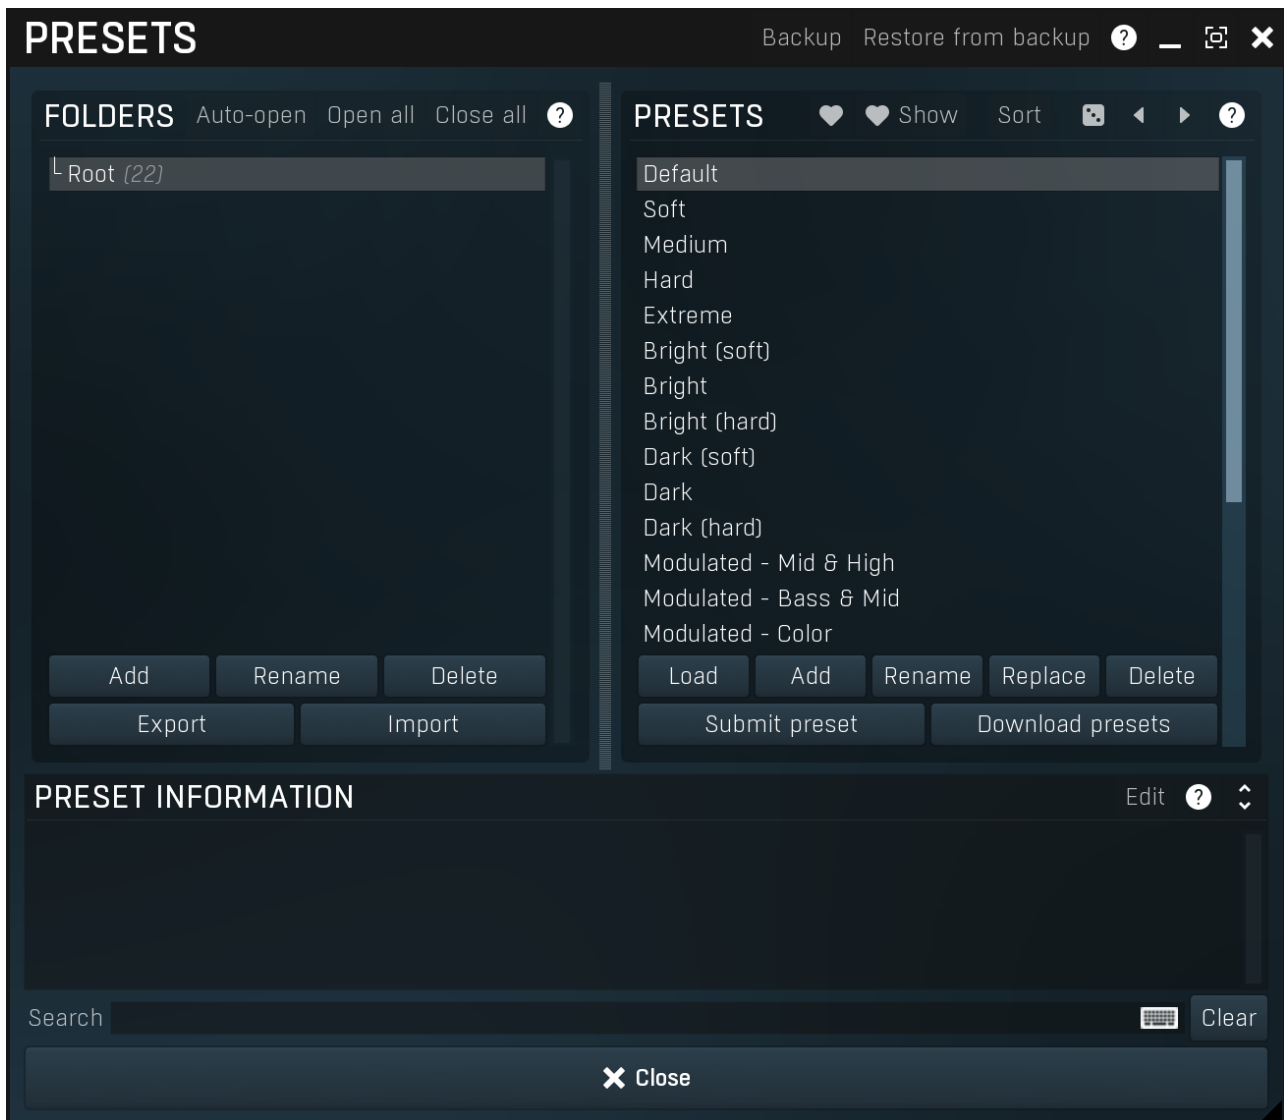 PRESETS Backup Restore from backup ?
FOLDERS Auto-open Open all Close all ?
Root (22)
Add Rename Delete
Export Import
PRESETS Show Sort ?
Default
Soft
Medium
Hard
Extreme
Bright (soft)
Bright
Bright (hard)
Dark (soft)
Dark
Dark (hard)
Modulated - Mid & High
Modulated - Bass & Mid
Modulated - Color
Load Add Rename Replace Delete
Submit preset Download presets
PRESET INFORMATION Edit ?
Search Clear
Close